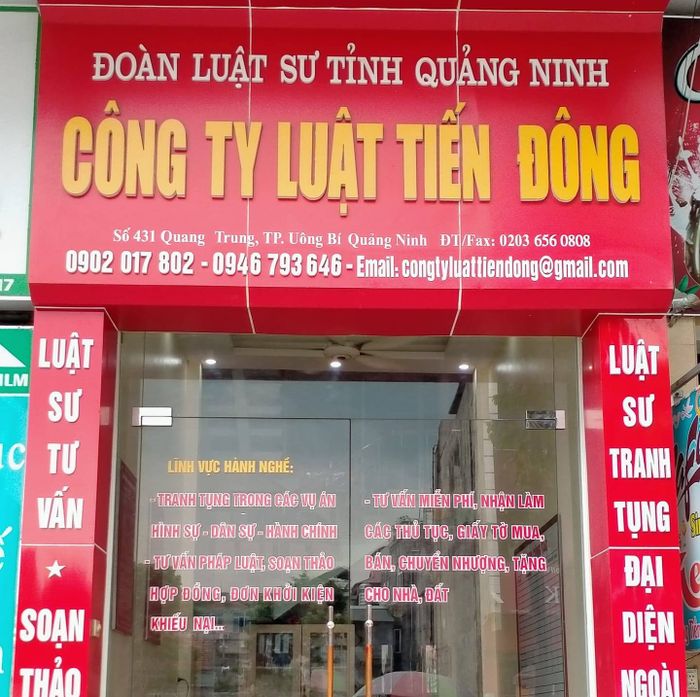 ĐOÀN LUẬT SƯ TỈNH QUẢNG NINH
CÔNG TY LUẬT TIẾN ĐÔNG
Số 431 Quang Trung, TP. Uông Bí Quảng Ninh ĐT/Fax: 0203 656 0808
0902 017 802 - 0946 793 646 - Email: congtyluattiendong@gmail.com
LUẬT
SƯ
TƯ
VẤN
SOẠN
THẢO
LĨNH VỰC HÀNH NGHỀ:
- TRANH TỤNG TRONG CÁC VỤ ÁN
HÌNH SỰ - DÂN SỰ - HÀNH CHÍNH
- TƯ VẤN PHÁP LUẬT, SOẠN THẢO
HỢP ĐỒNG, ĐƠN KHỞI KIỆN
KHIẾU NẠI...
- TƯ VẤN MIỄN PHÍ, NHẬN LÀM
CÁC THỦ TỤC, GIẤY TỜ MUA,
BÁN, CHUYỂN NHƯỢNG, TẶNG
CHO NHÀ, ĐẤT
LUẬT
SƯ
TRANH
TỤNG
ĐẠI
DIỆN
NGOÀI